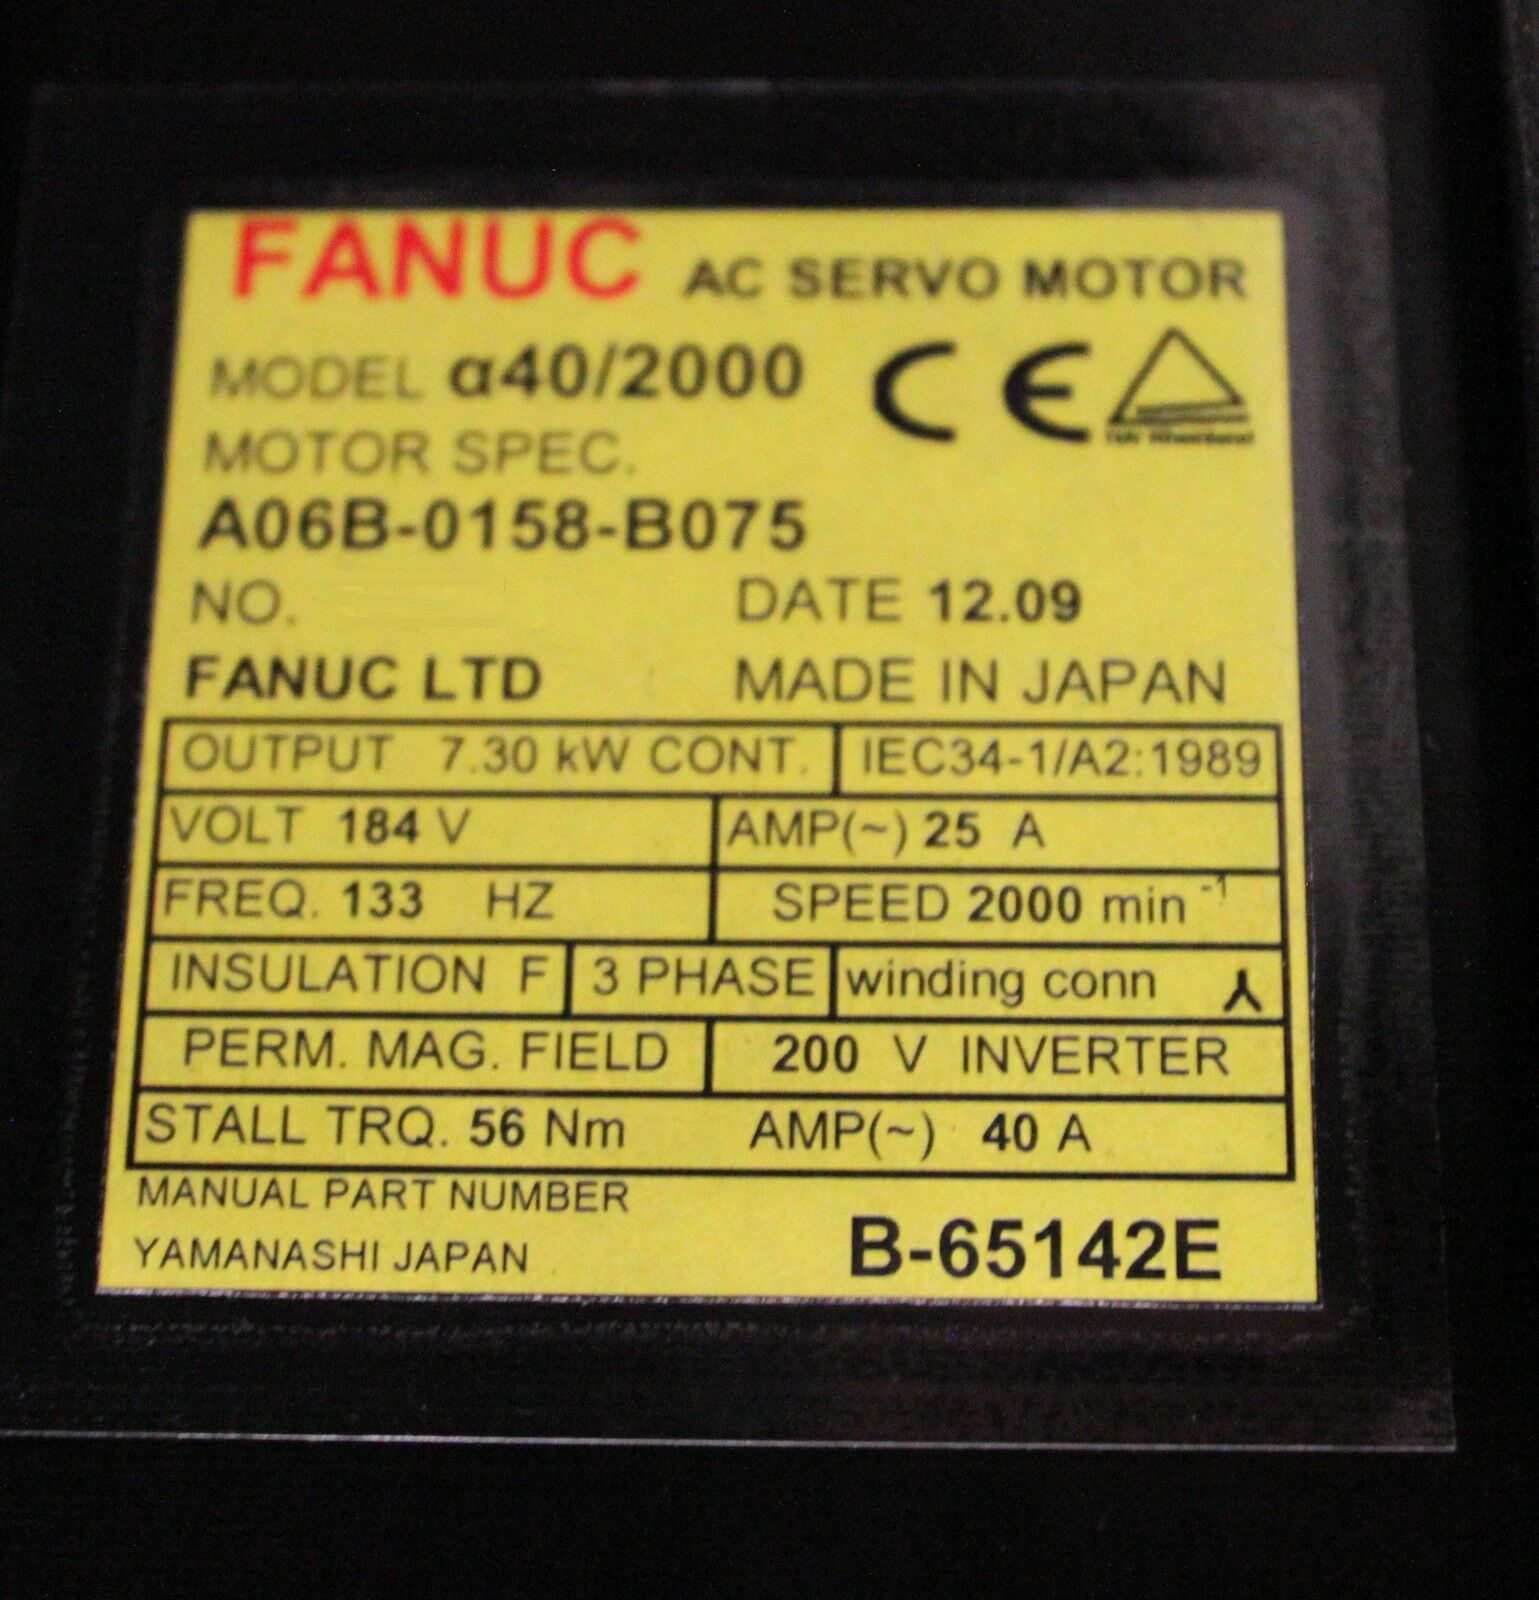 FANUC AC SERVO MOTOR
MODEL α40/2000 CE
TUV Rheinland
MOTOR SPEC.
A06B-0158-B075
NO. DATE 12.09
FANUC LTD MADE IN JAPAN
OUTPUT 7.30 kW CONT. IEC34-1/A2:1989
VOLT 184 V AMP(~) 25 A
FREQ. 133 HZ SPEED 2000 min⁻¹
INSULATION F 3 PHASE winding conn
PERM. MAG. FIELD 200 V INVERTER
STALL TRQ. 56 Nm AMP(~) 40 A
MANUAL PART NUMBER
YAMANASHI JAPAN B-65142E